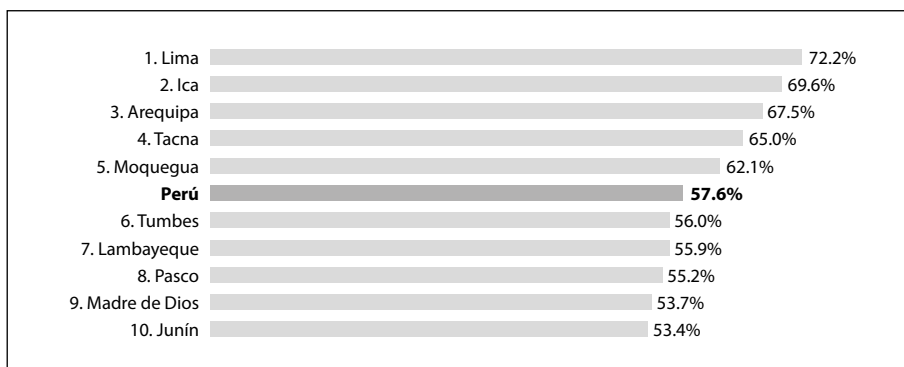 1. Lima 72.2%
2. Ica 69.6%
3. Arequipa 67.5%
4. Tacna 65.0%
5. Moquegua 62.1%
Perú 57.6%
6. Tumbes 56.0%
7. Lambayeque 55.9%
8. Pasco 55.2%
9. Madre de Dios 53.7%
10. Junín 53.4%